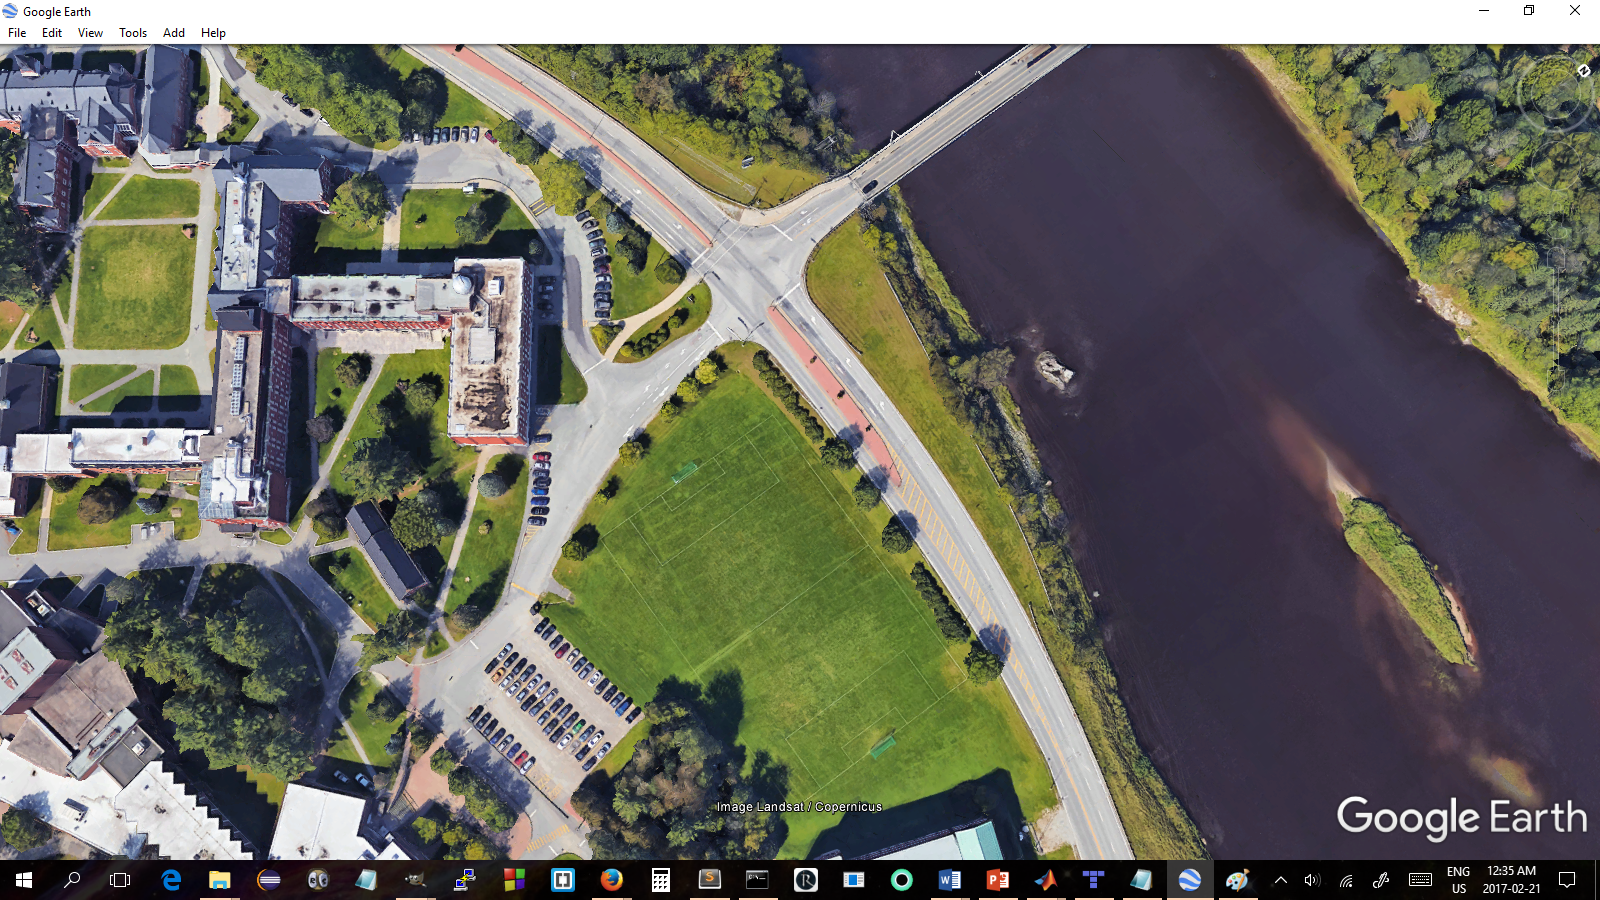 Google Earth
File Edit View Tools Add Help
N
Image Landsat / Copernicus
Google Earth
ENG
US
12:35 AM
2017-02-21